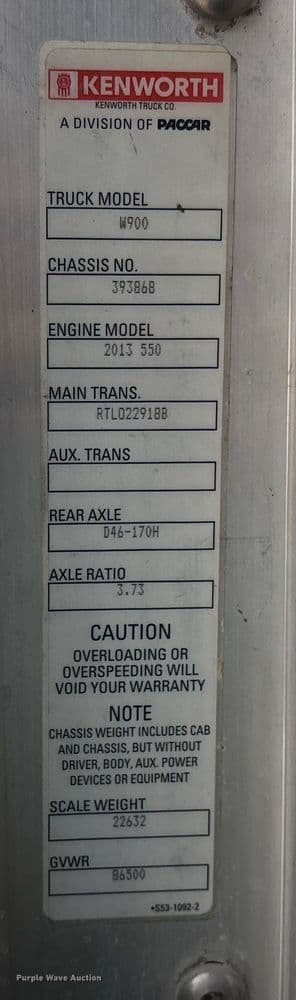 KENWORTH
KENWORTH TRUCK CO.
A DIVISION OF PACCAR
TRUCK MODEL
W900
CHASSIS NO.
393868
ENGINE MODEL
2013 550
MAIN TRANS.
RTLO22918B
AUX. TRANS
REAR AXLE
D46-170H
AXLE RATIO
3.73
CAUTION
OVERLOADING OR
OVERSPEEDING WILL
VOID YOUR WARRANTY
NOTE
CHASSIS WEIGHT INCLUDES CAB
AND CHASSIS, BUT WITHOUT
DRIVER, BODY, AUX. POWER
DEVICES OR EQUIPMENT
SCALE WEIGHT
22632
GVWR
86500
•S53-1092-2
Purple Wave Auction